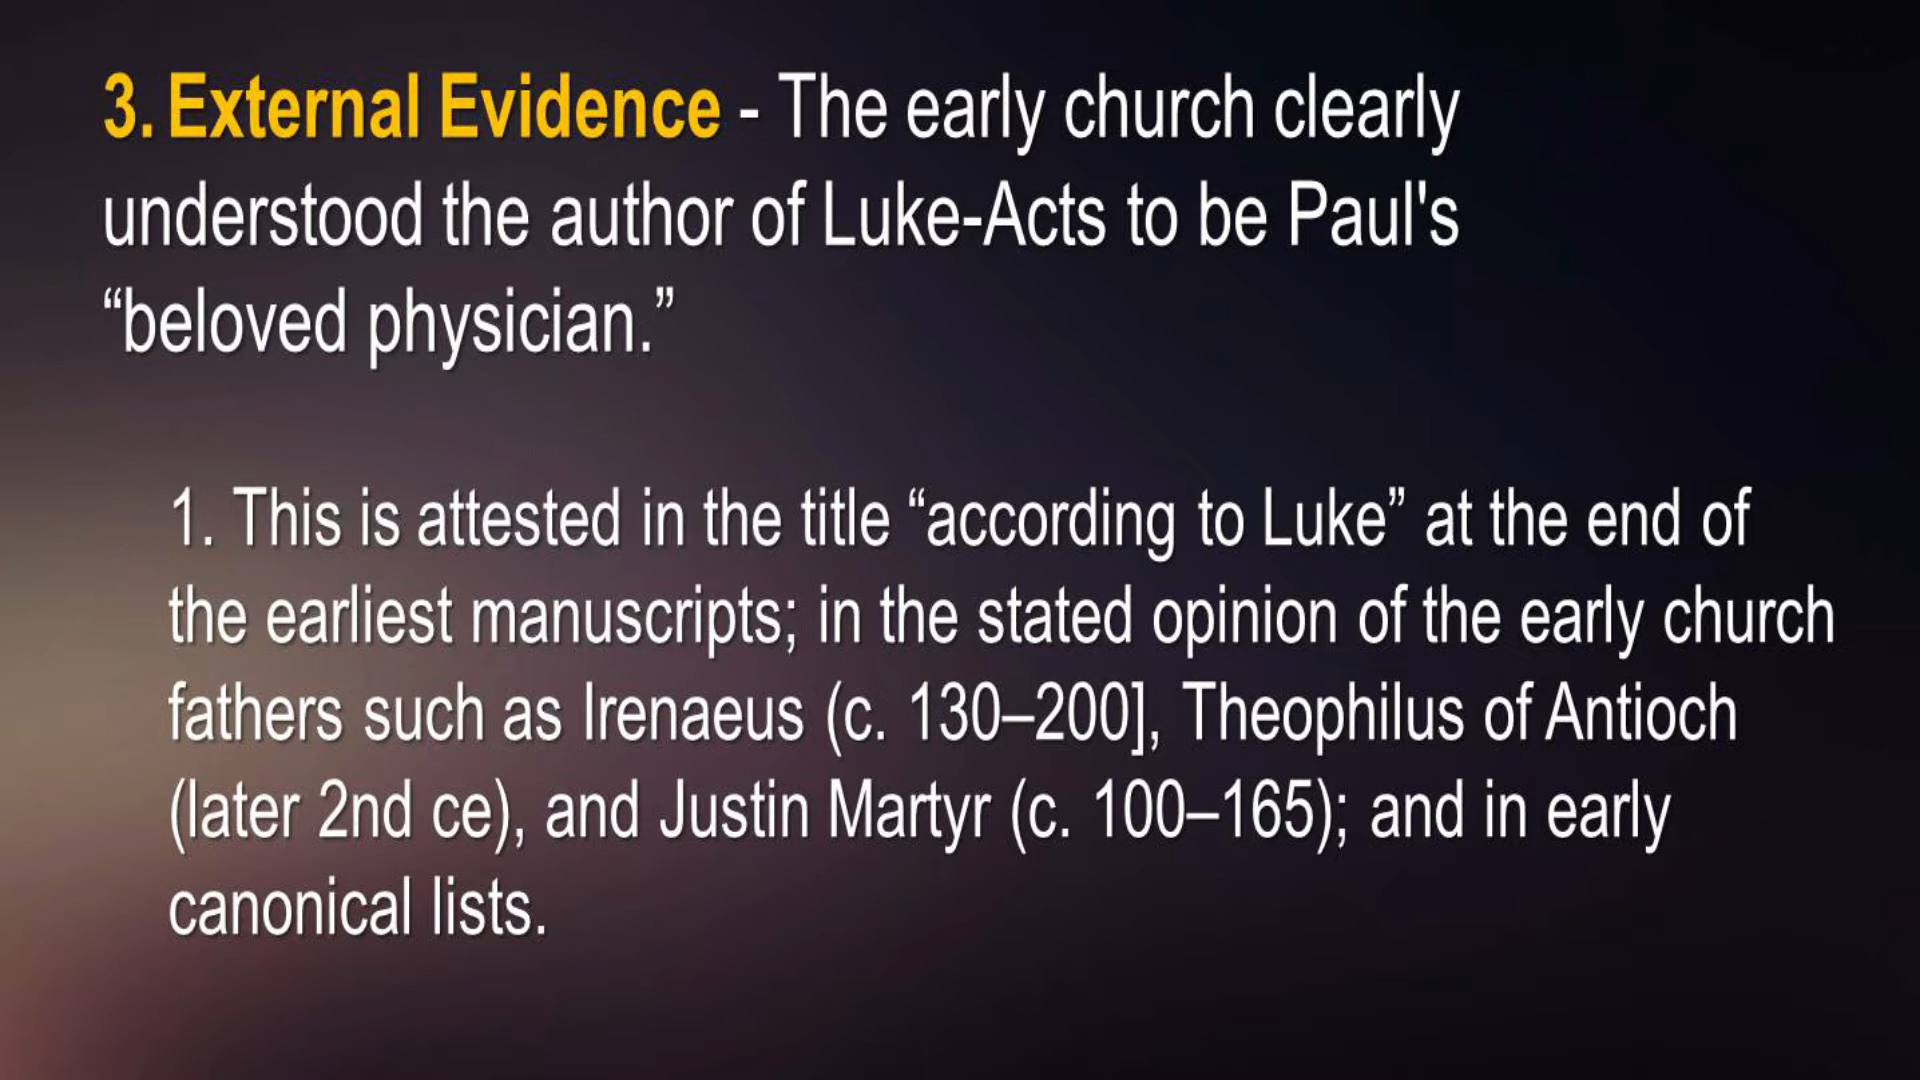 3. External Evidence - The early church clearly
understood the author of Luke-Acts to be Paul's
“beloved physician.”
1. This is attested in the title “according to Luke” at the end of
the earliest manuscripts; in the stated opinion of the early church
fathers such as Irenaeus (c. 130–200], Theophilus of Antioch
(later 2nd ce), and Justin Martyr (c. 100–165); and in early
canonical lists.